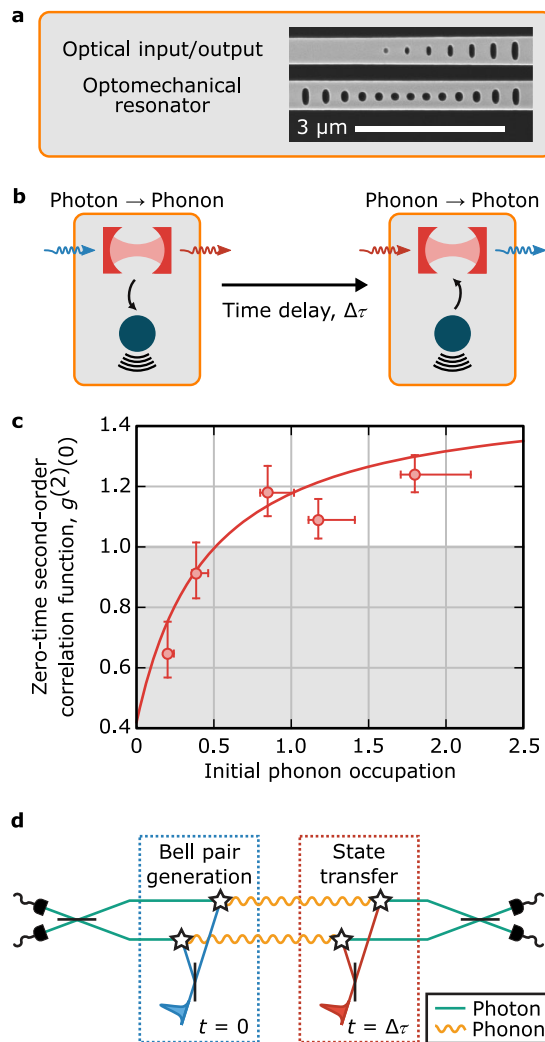 a
Optical input/output
Optomechanical
resonator
3 μm
b
Photon → Phonon
Phonon → Photon
Time delay, Δτ
c
Zero-time second-order
correlation function, g(2)(0)
1.4
1.2
1.0
0.8
0.6
0.4
0
0.5
1.0
1.5
2.0
2.5
Initial phonon occupation
d
Bell pair
generation
State
transfer
t = 0
t = Δτ
Photon
Phonon